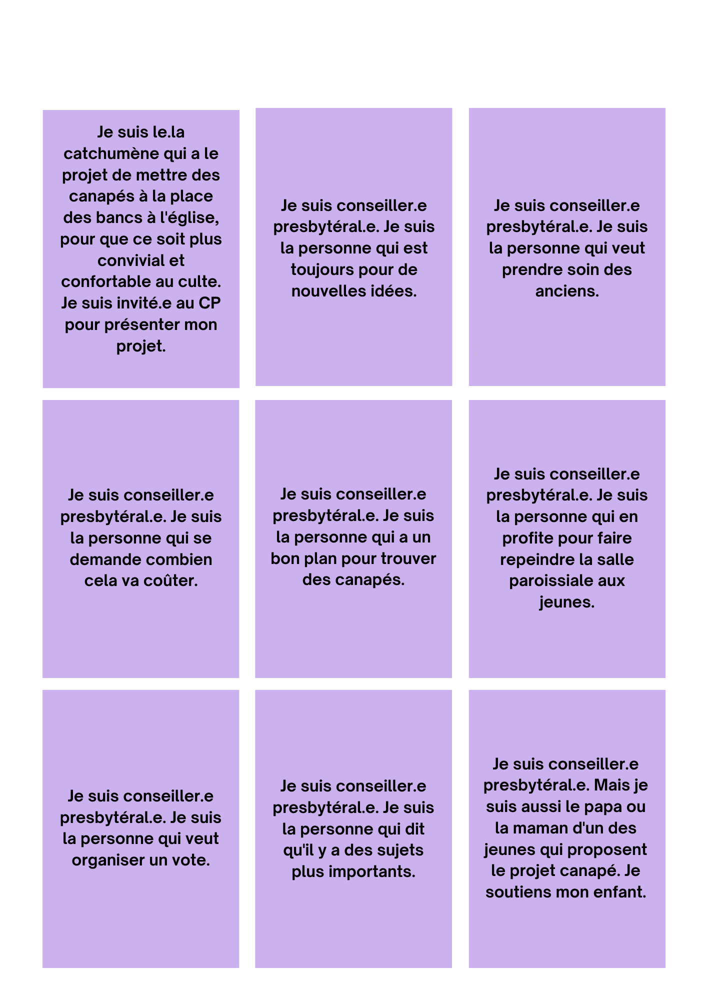 Je suis le.la
catchumène qui a le
projet de mettre des
canapés à la place
des bancs à l'église,
pour que ce soit plus
convivial et
confortable au culte.
Je suis invité.e au CP
pour présenter mon
projet.
Je suis conseiller.e
presbytéral.e. Je suis
la personne qui est
toujours pour de
nouvelles idées.
Je suis conseiller.e
presbytéral.e. Je suis
la personne qui veut
prendre soin des
anciens.
Je suis conseiller.e
presbytéral.e. Je suis
la personne qui se
demande combien
cela va coûter.
Je suis conseiller.e
presbytéral.e. Je suis
la personne qui a un
bon plan pour trouver
des canapés.
Je suis conseiller.e
presbytéral.e. Je suis
la personne qui en
profite pour faire
repeindre la salle
paroissiale aux
jeunes.
Je suis conseiller.e
presbytéral.e. Je suis
la personne qui veut
organiser un vote.
Je suis conseiller.e
presbytéral.e. Je suis
la personne qui dit
qu'il y a des sujets
plus importants.
Je suis conseiller.e
presbytéral.e. Mais je
suis aussi le papa ou
la maman d'un des
jeunes qui proposent
le projet canapé. Je
soutiens mon enfant.